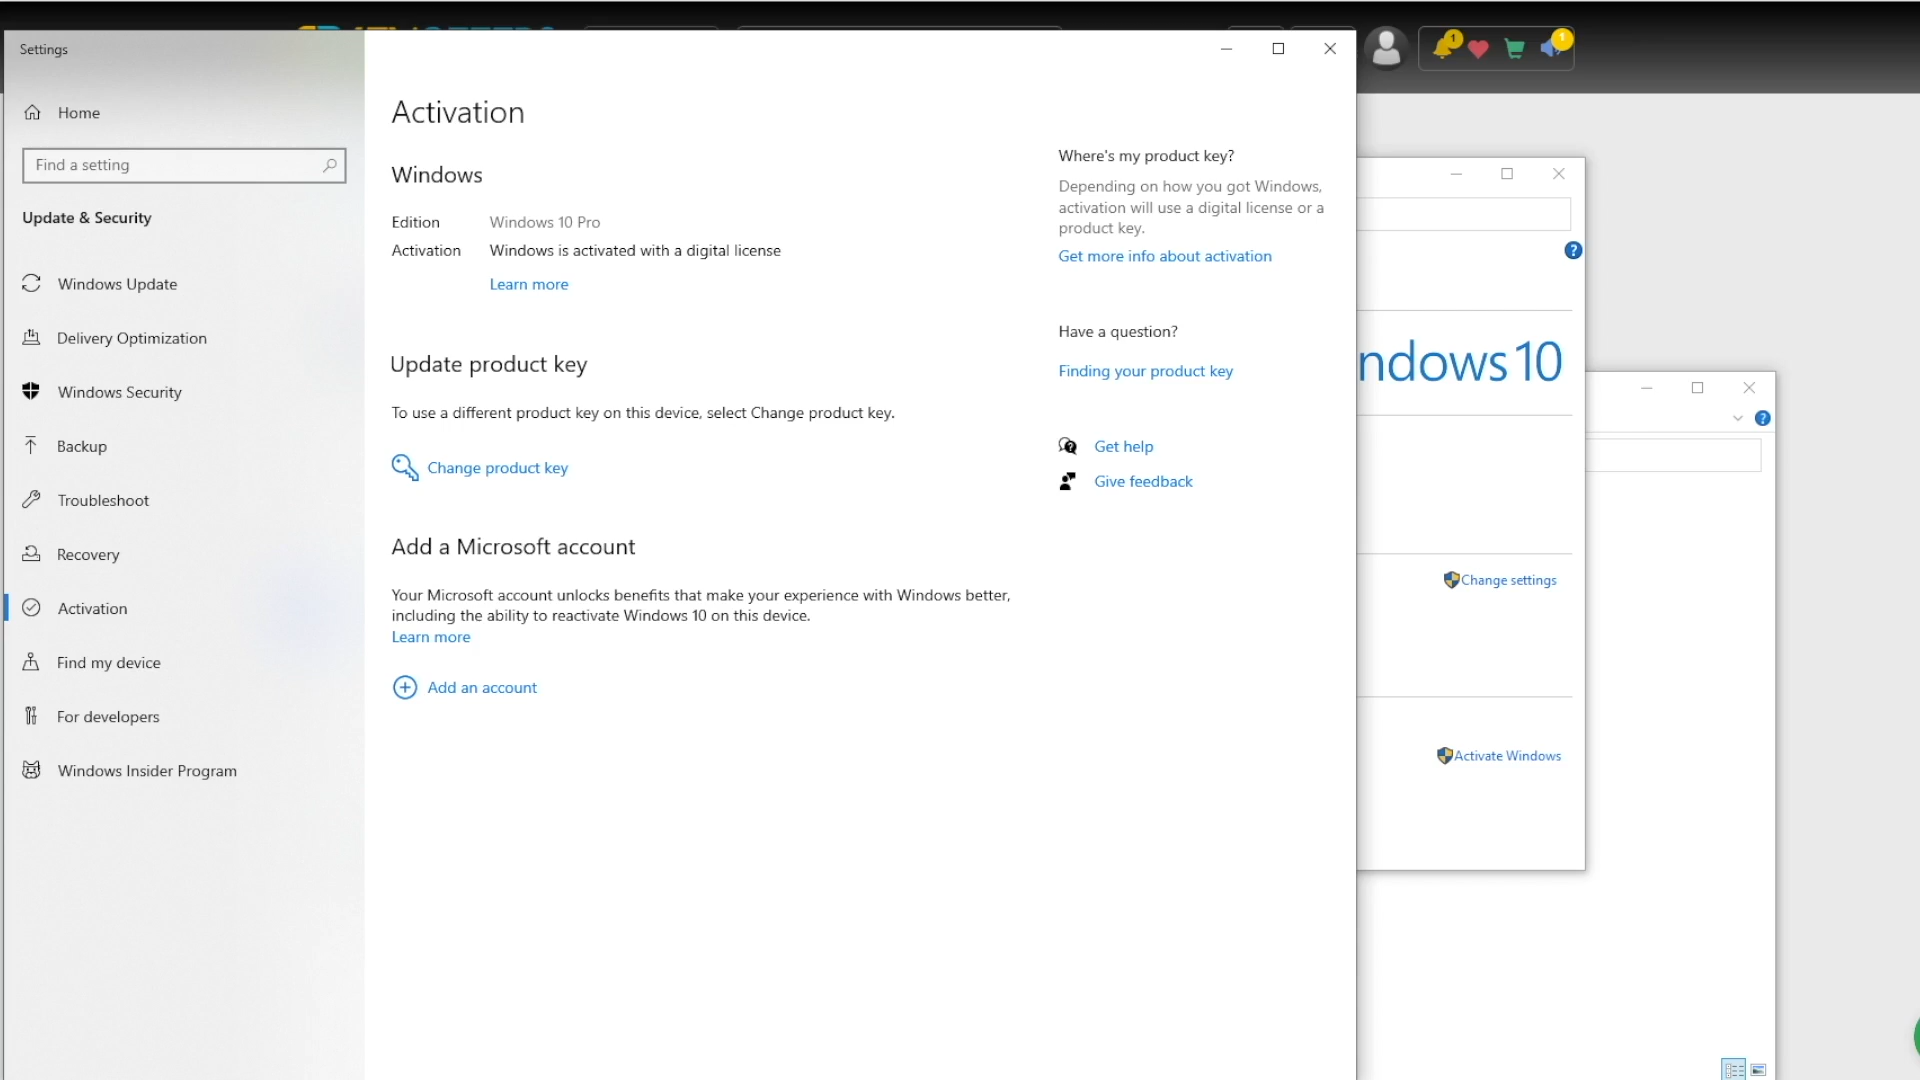 Settings
Home
Find a setting
Update & Security
Windows Update
Delivery Optimization
Windows Security
Backup
Troubleshoot
Recovery
Activation
Find my device
For developers
Windows Insider Program
Activation
Windows
Edition Windows 10 Pro
Activation Windows is activated with a digital license
Learn more
Update product key
To use a different product key on this device, select Change product key.
Change product key
Add a Microsoft account
Your Microsoft account unlocks benefits that make your experience with Windows better,
including the ability to reactivate Windows 10 on this device.
Learn more
Add an account
Where's my product key?
Depending on how you got Windows,
activation will use a digital license or a
product key.
Get more info about activation
Have a question?
Finding your product key
Get help
Give feedback
1
1
ndows 10
Change settings
Activate Windows